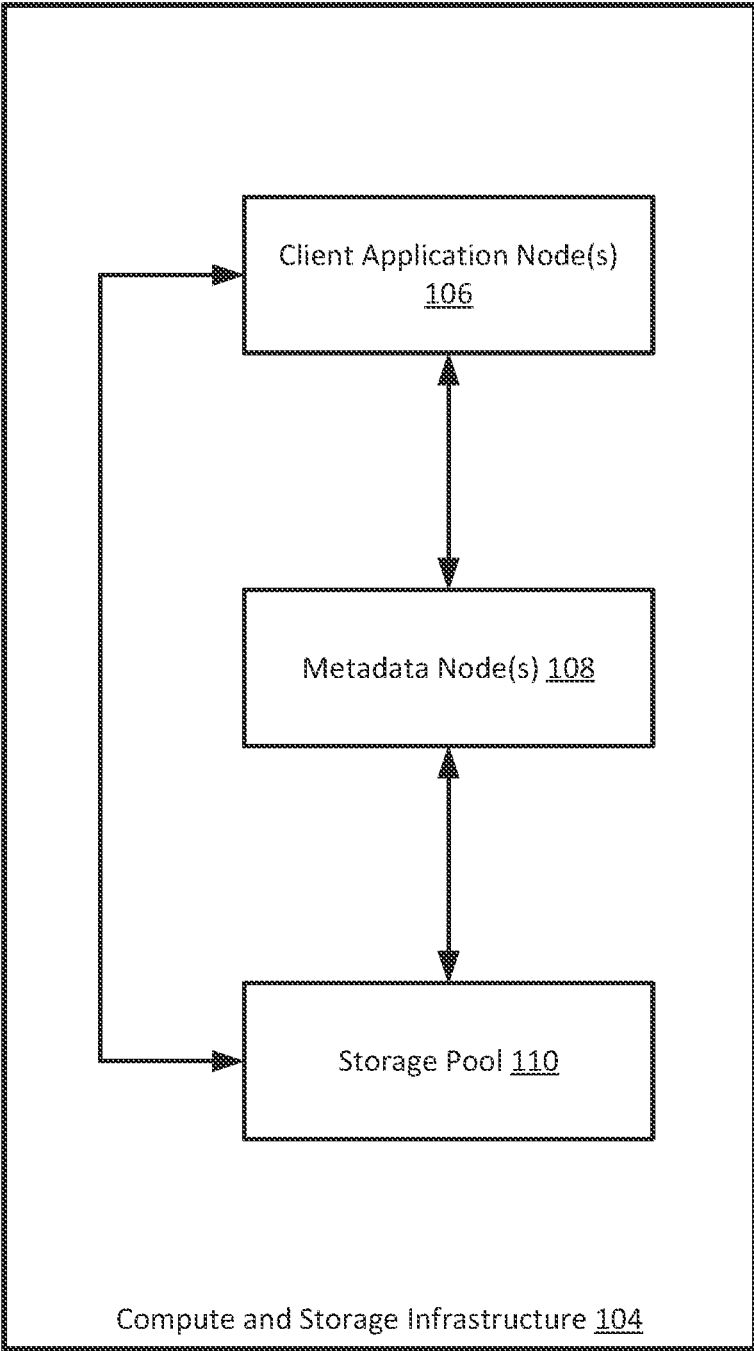 Client Application Node(s)
106
Metadata Node(s) 108
Storage Pool 110
Compute and Storage Infrastructure 104